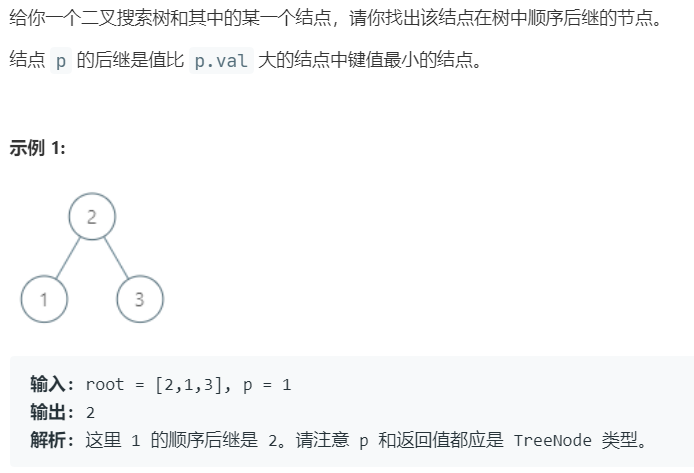 给你一个二叉搜索树和其中的某一个结点，请你找出该结点在树中顺序后继的节点。
结点 p 的后继是值比 p.val 大的结点中键值最小的结点。
示例 1:
2
1 3
输入: root = [2,1,3], p = 1
输出: 2
解析: 这里 1 的顺序后继是 2。请注意 p 和返回值都应是 TreeNode 类型。